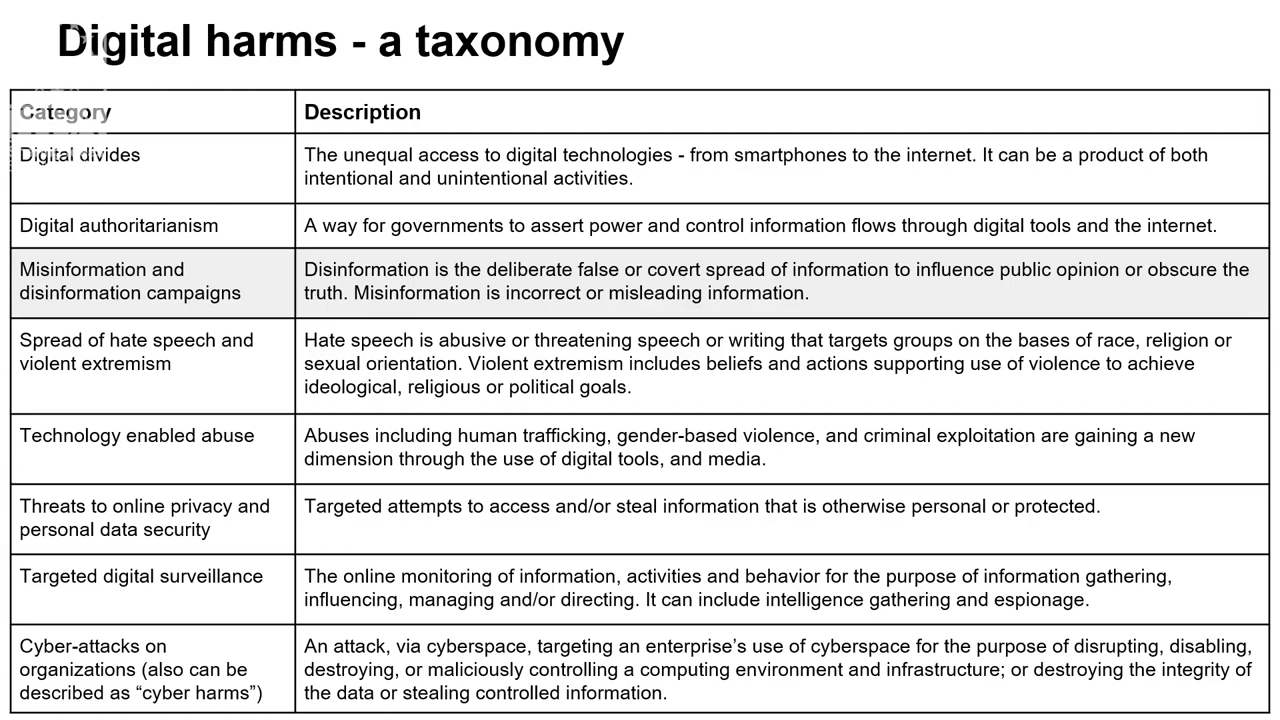 Digital harms - a taxonomy
Category
Description
Digital divides
The unequal access to digital technologies - from smartphones to the internet. It can be a product of both
intentional and unintentional activities.
Digital authoritarianism
A way for governments to assert power and control information flows through digital tools and the internet.
Misinformation and
disinformation campaigns
Disinformation is the deliberate false or covert spread of information to influence public opinion or obscure the
truth. Misinformation is incorrect or misleading information.
Spread of hate speech and
violent extremism
Hate speech is abusive or threatening speech or writing that targets groups on the bases of race, religion or
sexual orientation. Violent extremism includes beliefs and actions supporting use of violence to achieve
ideological, religious or political goals.
Technology enabled abuse
Abuses including human trafficking, gender-based violence, and criminal exploitation are gaining a new
dimension through the use of digital tools, and media.
Threats to online privacy and
personal data security
Targeted attempts to access and/or steal information that is otherwise personal or protected.
Targeted digital surveillance
The online monitoring of information, activities and behavior for the purpose of information gathering,
influencing, managing and/or directing. It can include intelligence gathering and espionage.
Cyber-attacks on
organizations (also can be
described as “cyber harms”)
An attack, via cyberspace, targeting an enterprise’s use of cyberspace for the purpose of disrupting, disabling,
destroying, or maliciously controlling a computing environment and infrastructure; or destroying the integrity of
the data or stealing controlled information.